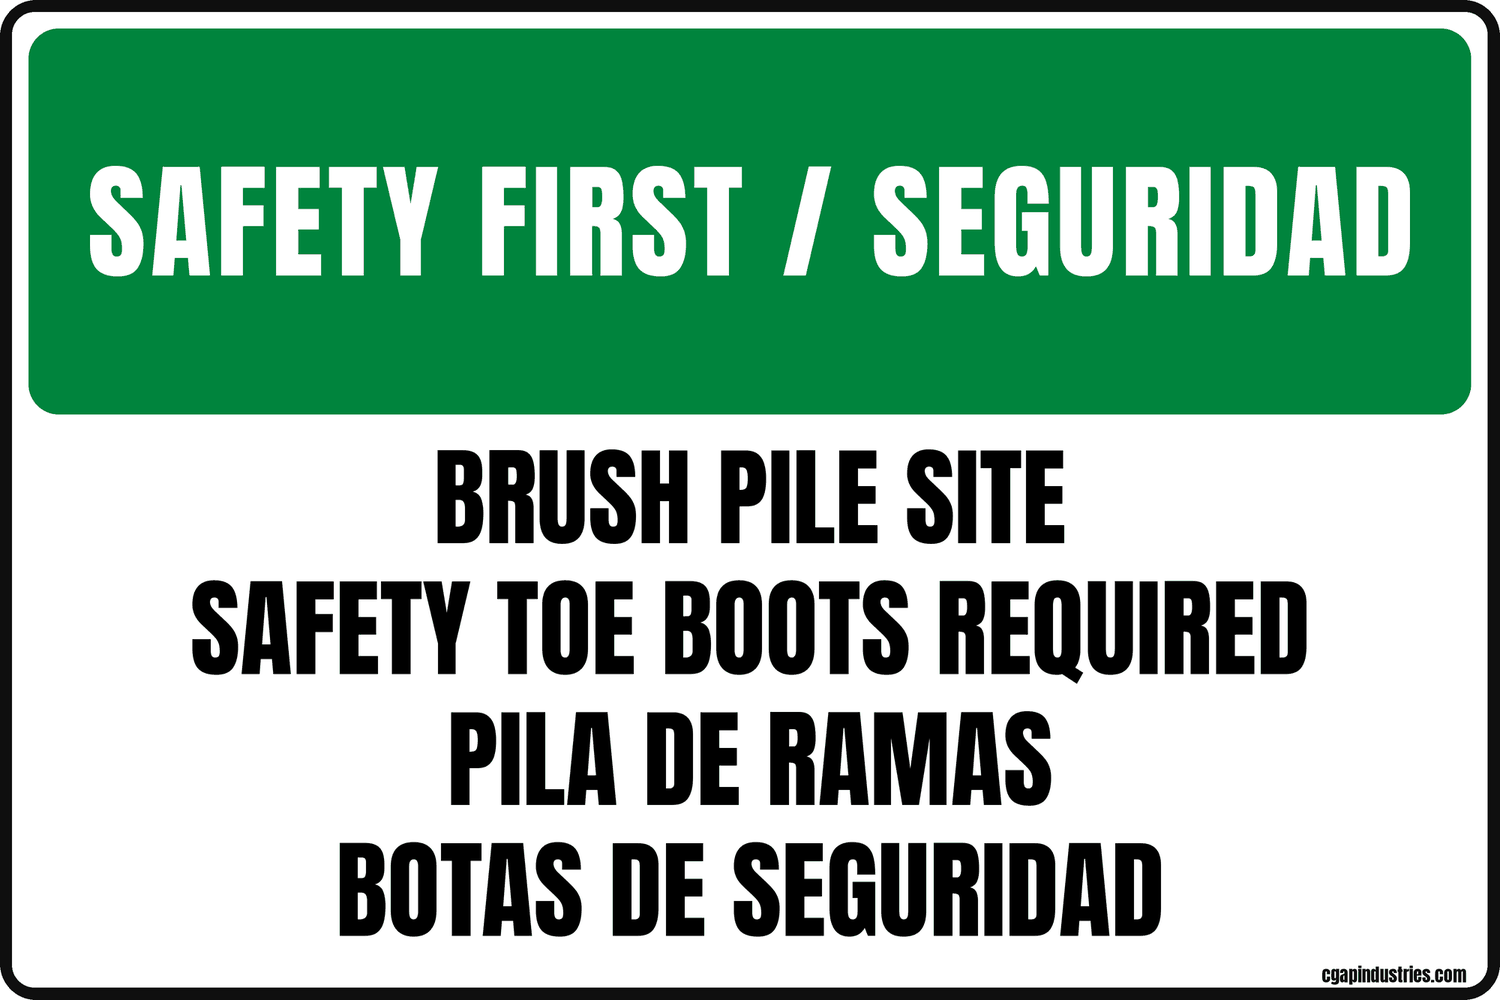 SAFETY FIRST / SEGURIDAD
BRUSH PILE SITE
SAFETY TOE BOOTS REQUIRED
PILA DE RAMAS
BOTAS DE SEGURIDAD
cgapindustries.com